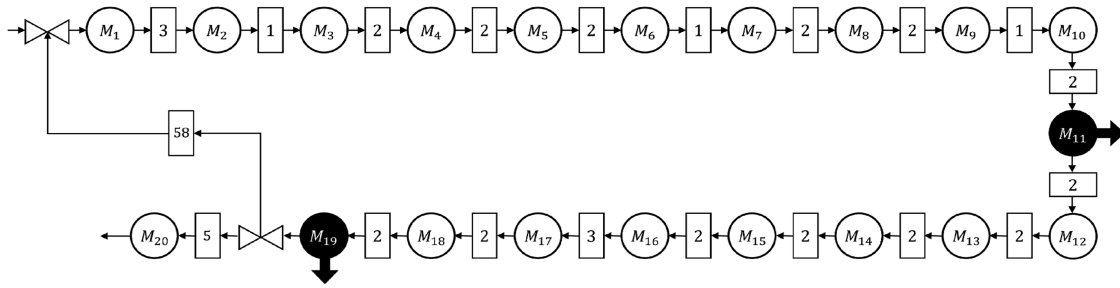 M₁ 3 M₂ 1 M₃ 2 M₄ 2 M₅ 2 M₆ 1 M₇ 2 M₈ 2 M₉ 1 M₁₀
2
58 M₁₁
2
M₂₀ 5 M₁₉ 2 M₁₈ 2 M₁₇ 3 M₁₆ 2 M₁₅ 2 M₁₄ 2 M₁₃ 2 M₁₂